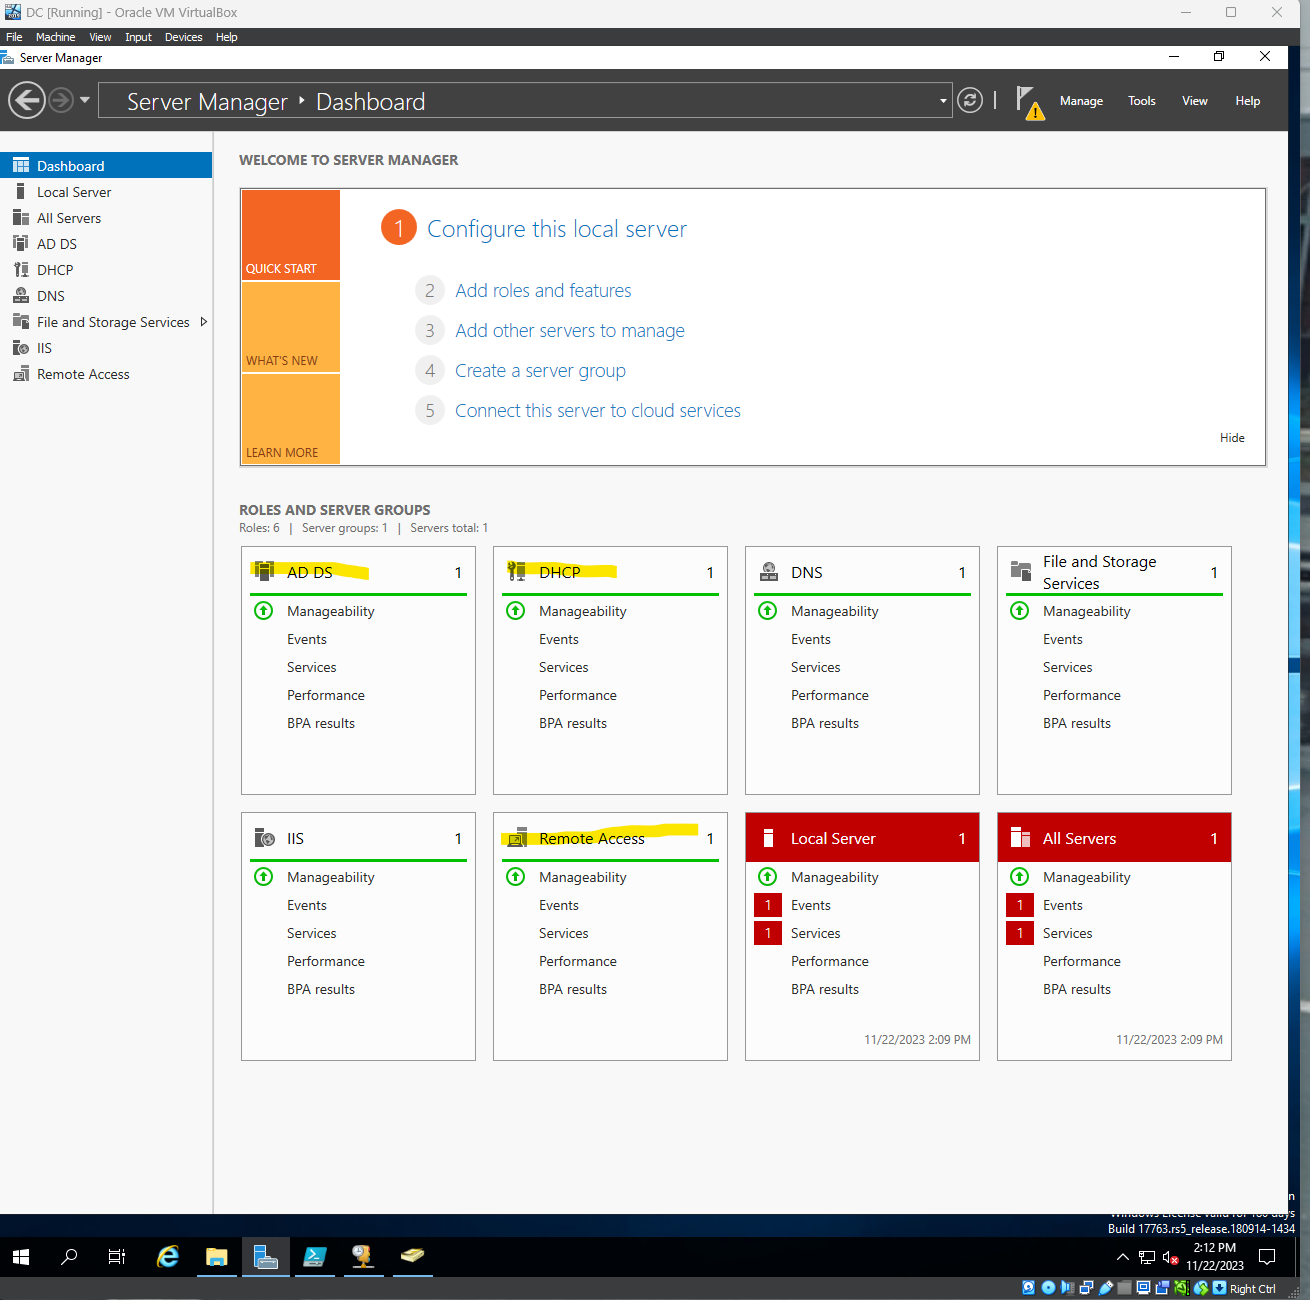 DC [Running] - Oracle VM VirtualBox
File Machine View Input Devices Help
Server Manager
Server Manager Dashboard
Manage Tools View Help
Dashboard
Local Server
All Servers
AD DS
DHCP
DNS
File and Storage Services
IIS
Remote Access
WELCOME TO SERVER MANAGER
QUICK START
WHAT'S NEW
LEARN MORE
1 Configure this local server
2 Add roles and features
3 Add other servers to manage
4 Create a server group
5 Connect this server to cloud services
Hide
ROLES AND SERVER GROUPS
Roles: 6 | Server groups: 1 | Servers total: 1
AD DS 1
Manageability
Events
Services
Performance
BPA results
DHCP 1
Manageability
Events
Services
Performance
BPA results
DNS 1
Manageability
Events
Services
Performance
BPA results
File and Storage
Services 1
Manageability
Events
Services
Performance
BPA results
IIS 1
Manageability
Events
Services
Performance
BPA results
Remote Access 1
Manageability
Events
Services
Performance
BPA results
Local Server 1
Manageability
1 Events
1 Services
Performance
BPA results
11/22/2023 2:09 PM
All Servers 1
Manageability
1 Events
1 Services
Performance
BPA results
11/22/2023 2:09 PM
Build 17763.rs5_release.180914-1434
2:12 PM
11/22/2023
Right Ctrl